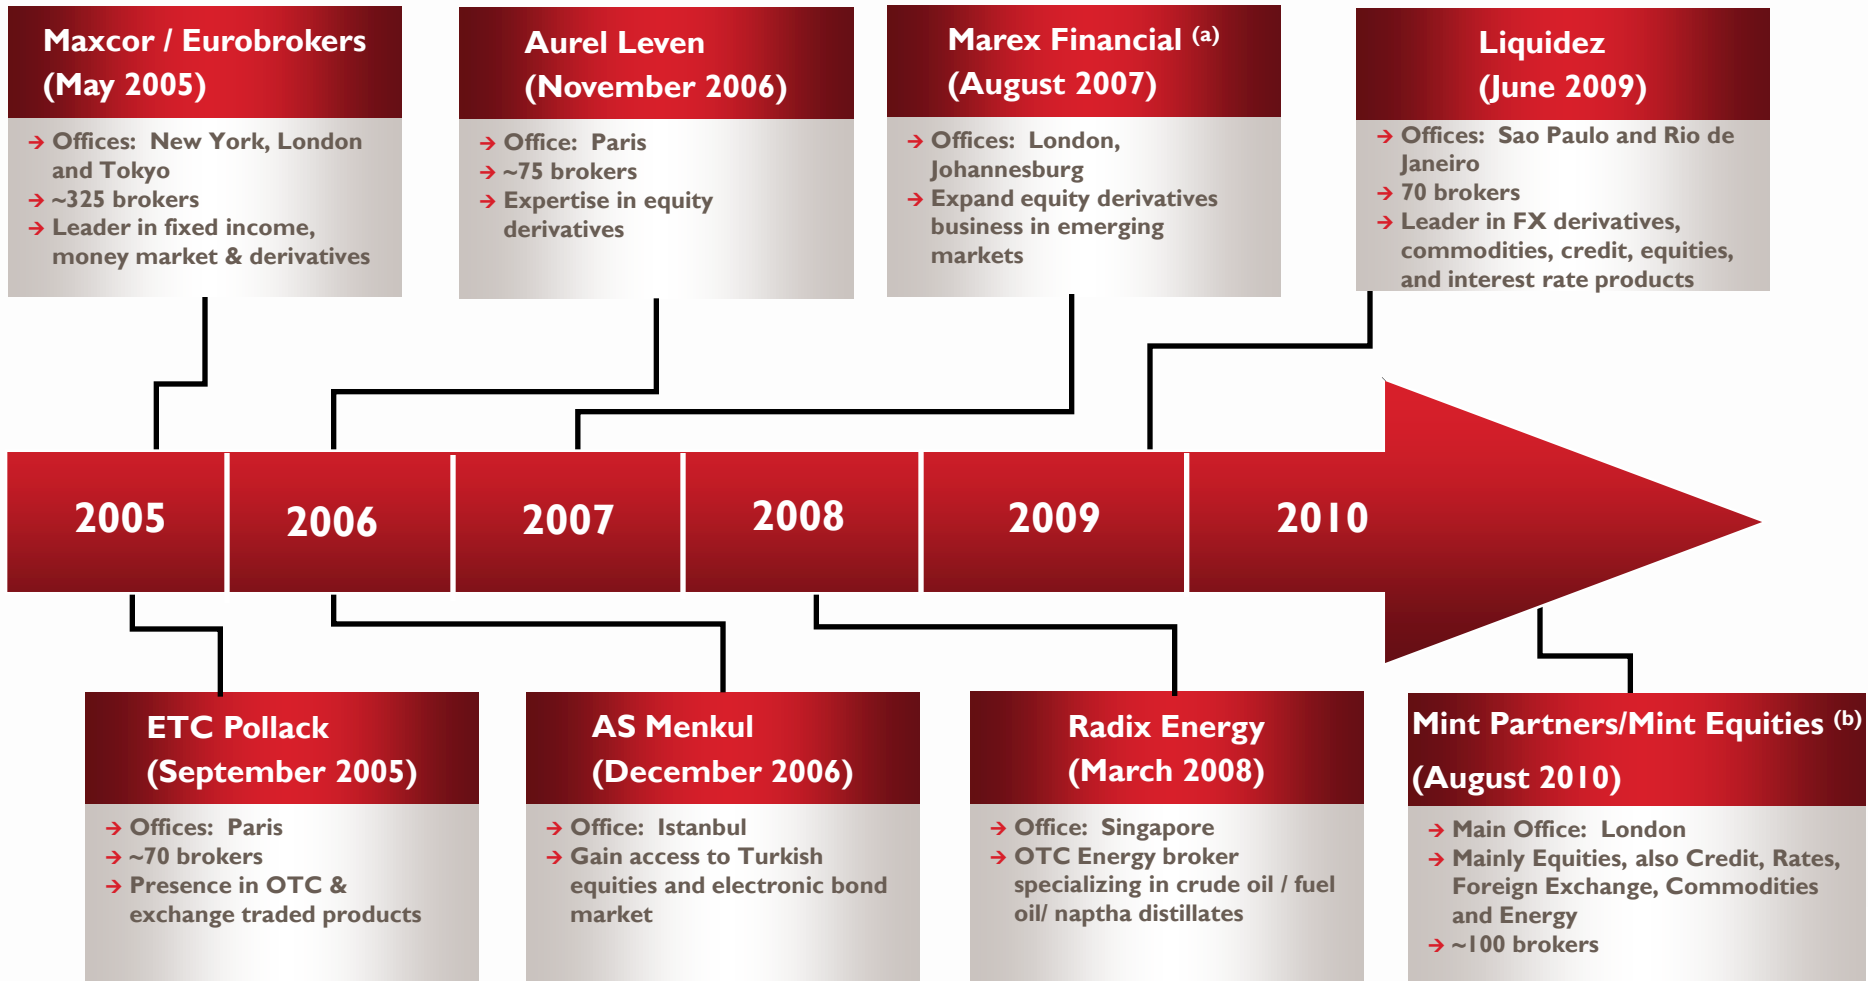 Maxcor / Eurobrokers
(May 2005)
→ Offices: New York, London
and Tokyo
→ ~325 brokers
→ Leader in fixed income,
money market & derivatives
Aurel Leven
(November 2006)
→ Office: Paris
→ ~75 brokers
→ Expertise in equity
derivatives
Marex Financial (a)
(August 2007)
→ Offices: London,
Johannesburg
→ Expand equity derivatives
business in emerging
markets
Liquidez
(June 2009)
→ Offices: Sao Paulo and Rio de
Janeiro
→ 70 brokers
→ Leader in FX derivatives,
commodities, credit, equities,
and interest rate products
2005
2006
2007
2008
2009
2010
ETC Pollack
(September 2005)
→ Offices: Paris
→ ~70 brokers
→ Presence in OTC &
exchange traded products
AS Menkul
(December 2006)
→ Office: Istanbul
→ Gain access to Turkish
equities and electronic bond
market
Radix Energy
(March 2008)
→ Office: Singapore
→ OTC Energy broker
specializing in crude oil / fuel
oil/ naptha distillates
Mint Partners/Mint Equities (b)
(August 2010)
→ Main Office: London
→ Mainly Equities, also Credit, Rates,
Foreign Exchange, Commodities
and Energy
→ ~100 brokers